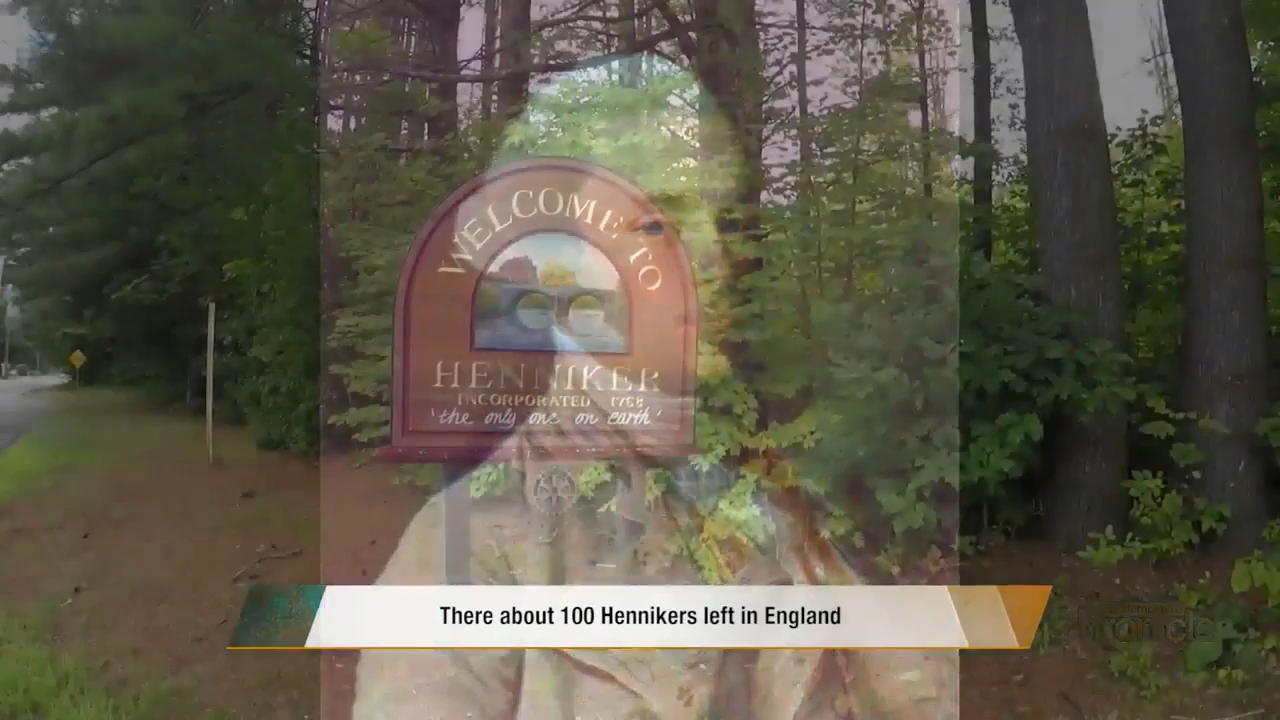 WELCOME TO
HENNIKER
INCORPORATED 1768
'the only one on earth'
There about 100 Hennikers left in England